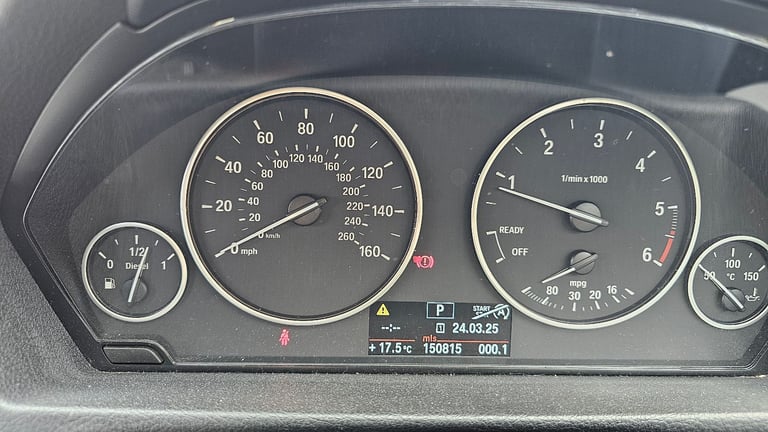 0 1/2 1
Diesel
0 20 40 60 80 100 120 140 160
mph
0 20 40 60 80 100 120 140 160 180 200 220 240 260
km/h
1 2 3 4 5 6
1/min x 1000
READY
OFF
80 30 20 16
mpg
50 100 150
°C
P
START
--:-- 24.03.25
mls
+ 17.5°C 150815 000.1